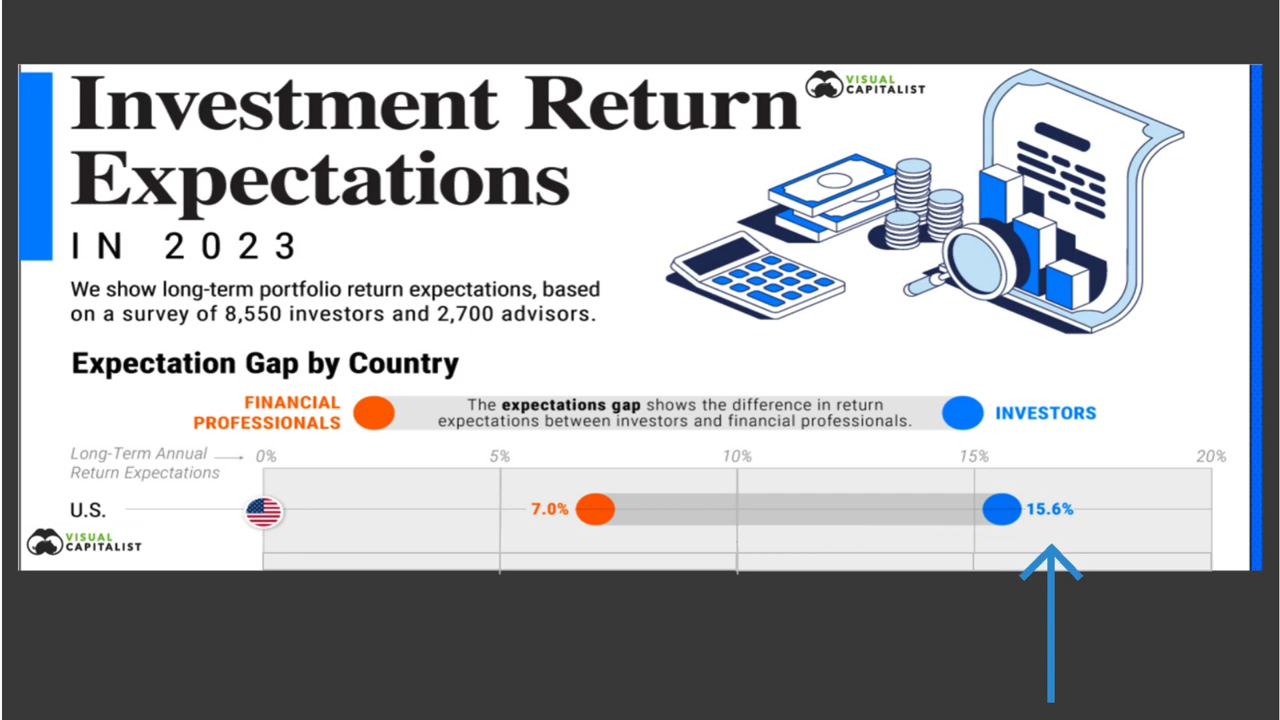 Investment Return
Expectations
IN 2023
VISUAL
CAPITALIST
We show long-term portfolio return expectations, based
on a survey of 8,550 investors and 2,700 advisors.
Expectation Gap by Country
FINANCIAL
PROFESSIONALS
The expectations gap shows the difference in return
expectations between investors and financial professionals.
INVESTORS
Long-Term Annual
Return Expectations
0% 5% 10% 15% 20%
U.S. 7.0% 15.6%
VISUAL
CAPITALIST